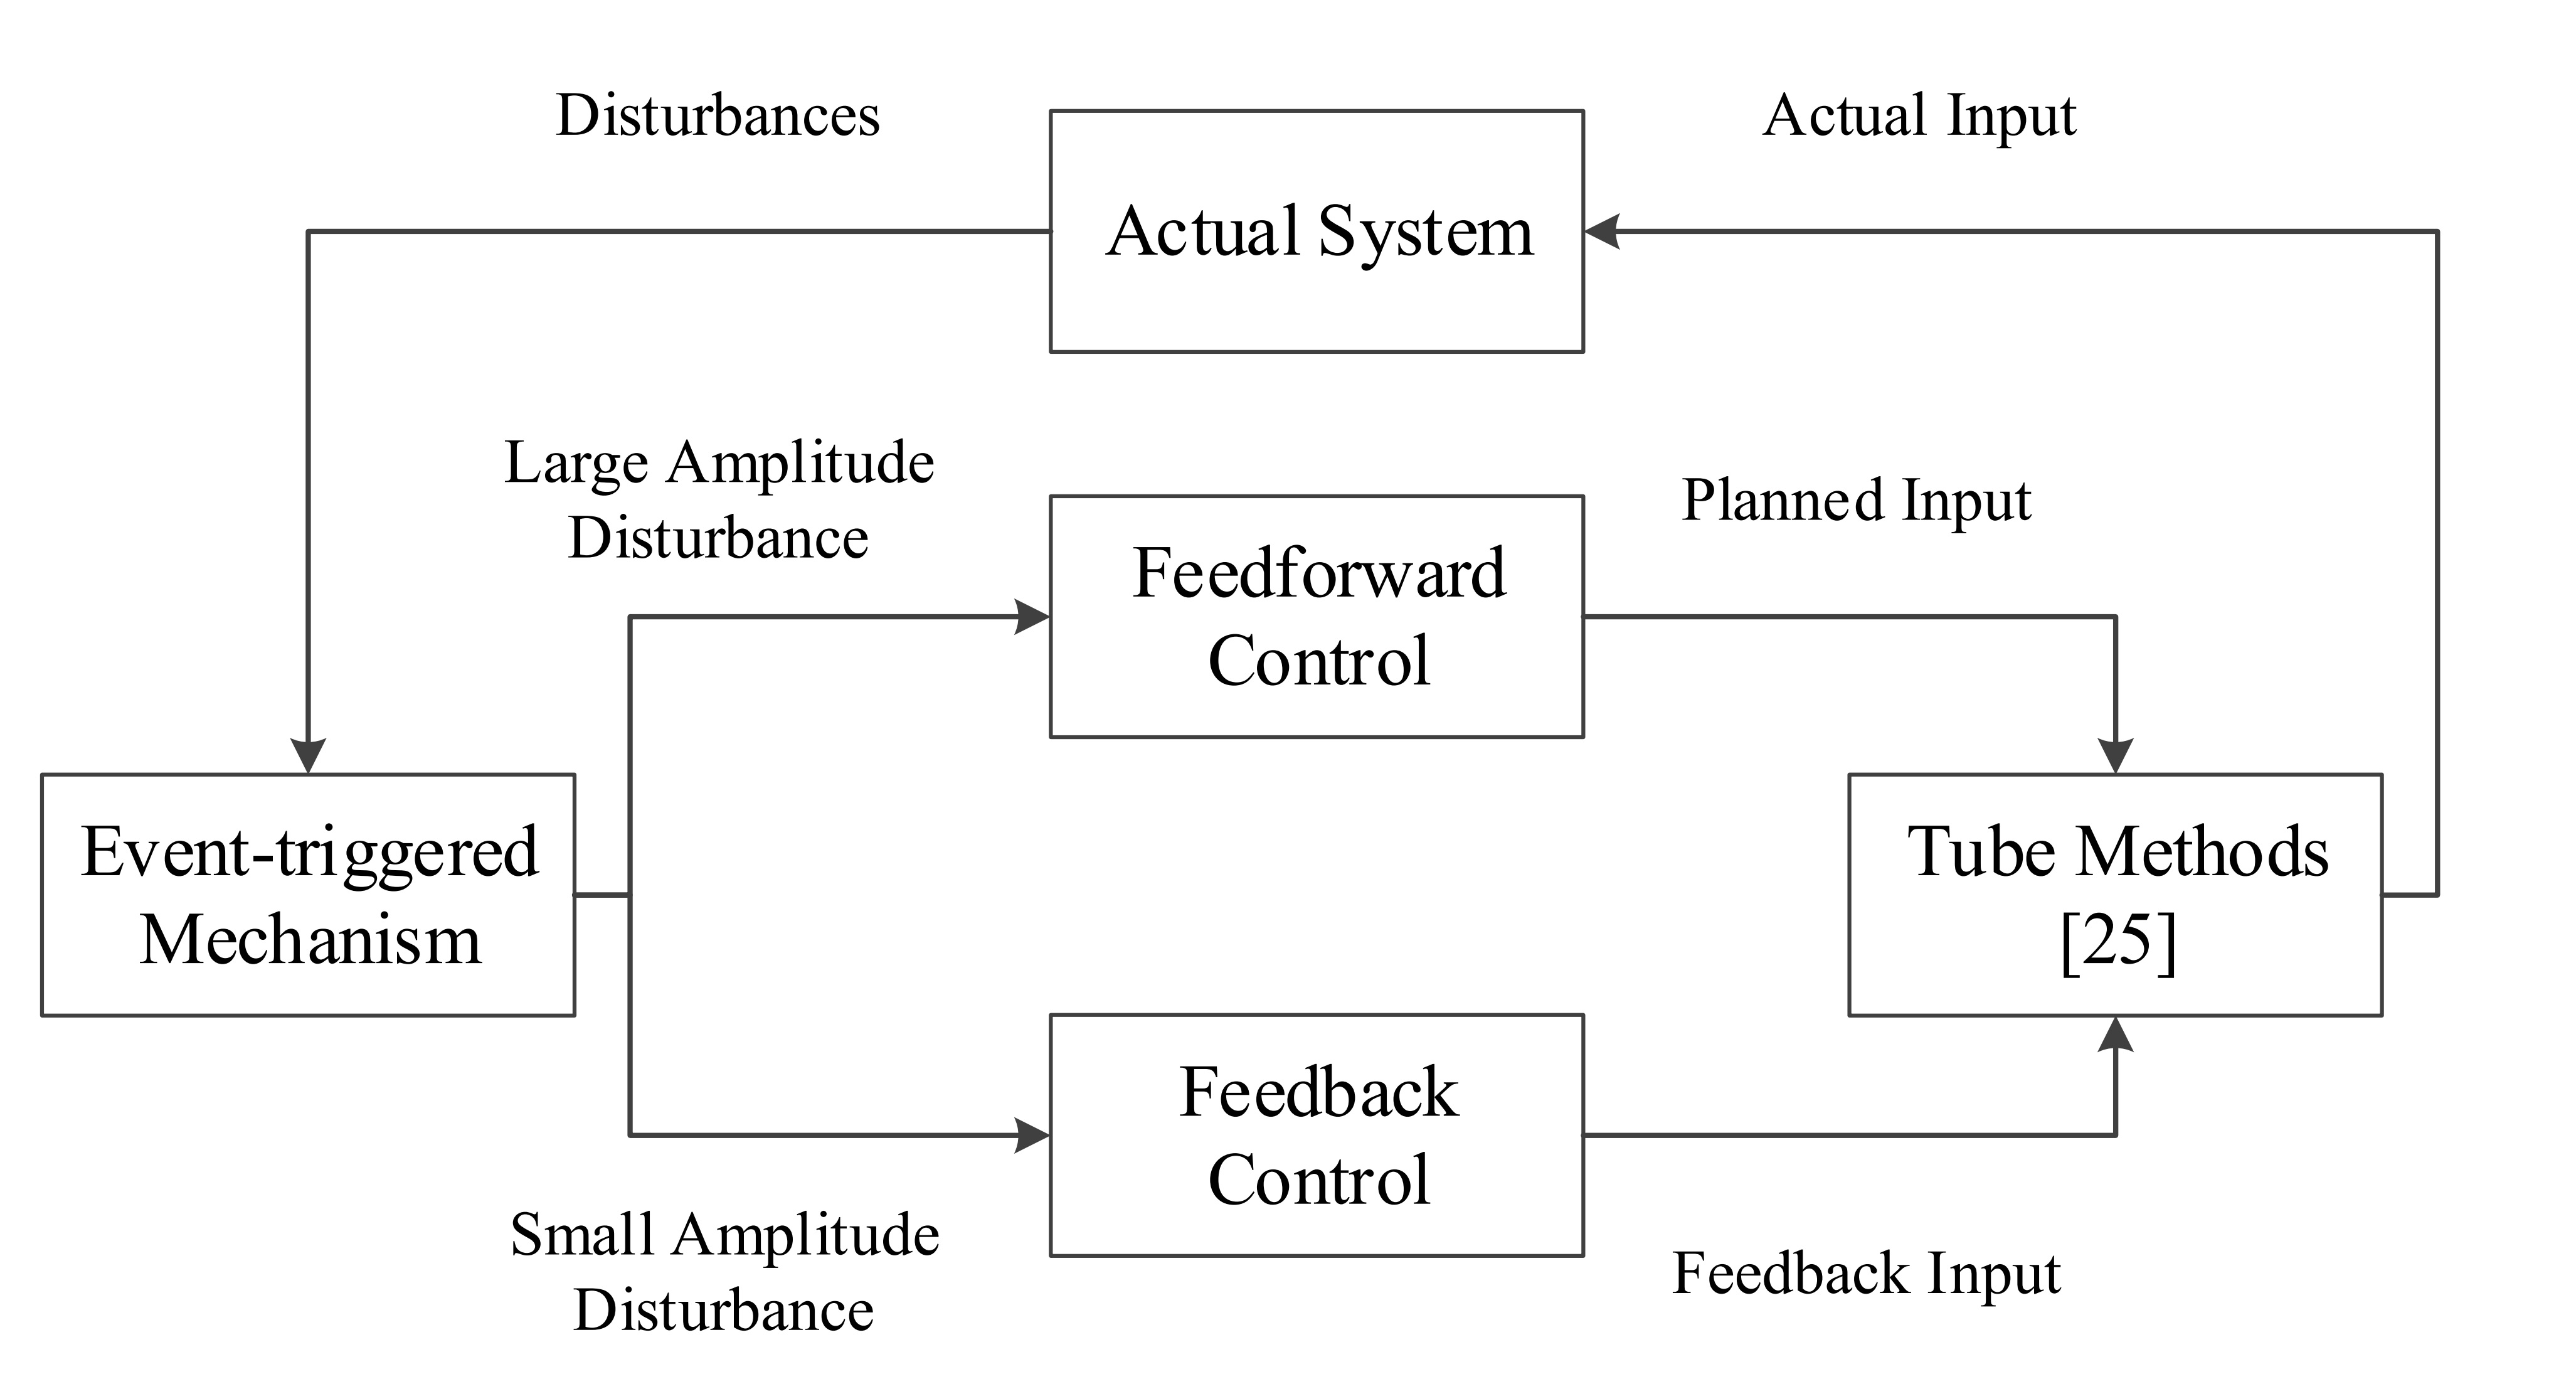 Disturbances
Actual Input
Actual System
Large Amplitude
Disturbance
Planned Input
Feedforward
Control
Event-triggered
Mechanism
Tube Methods
[25]
Feedback
Control
Small Amplitude
Disturbance
Feedback Input